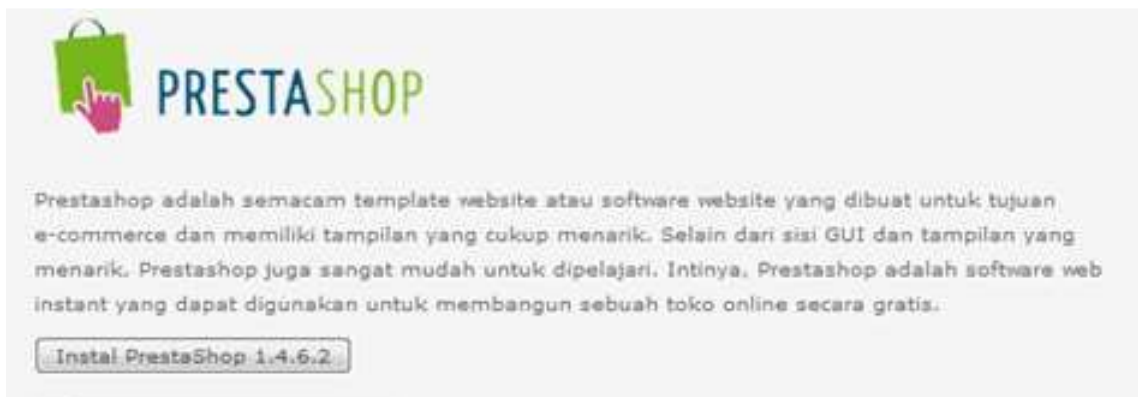 PRESTASHOP
Prestashop adalah semacam template website atau software website yang dibuat untuk tujuan
e-commerce dan memiliki tampilan yang cukup menarik. Selain dari sisi GUI dan tampilan yang
menarik, Prestashop juga sangat mudah untuk dipelajari. Intinya, Prestashop adalah software web
instant yang dapat digunakan untuk membangun sebuah toko online secara gratis.
Instal PrestaShop 1.4.6.2